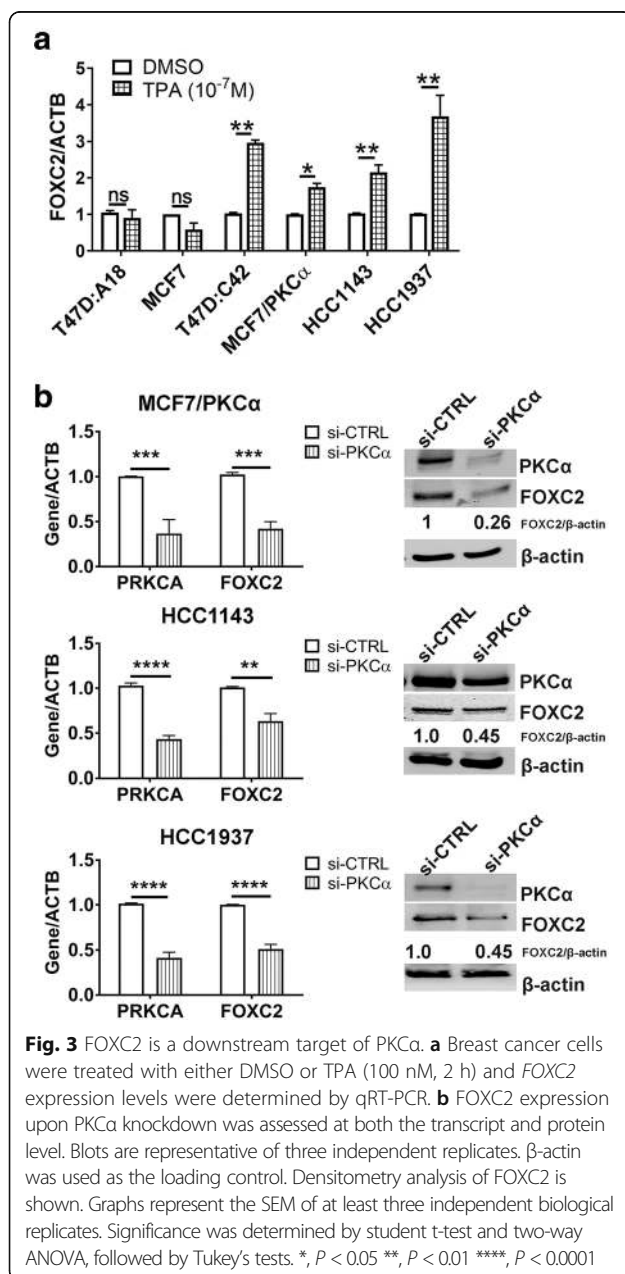 a
DMSO
TPA (10⁻⁷M)
FOXC2/ACTB
5
4
3
2
1
0
ns
ns
**
*
**
**
T47D:A18
MCF7
T47D:C42
MCF7/PKCα
HCC1143
HCC1937
b
MCF7/PKCα
si-CTRL
si-PKCα
Gene/ACTB
1.5
1.0
0.5
0.0
***
***
PRKCA
FOXC2
si-CTRL
si-PKCα
PKCα
FOXC2
1 0.26 FOXC2/β-actin
β-actin
HCC1143
si-CTRL
si-PKCα
Gene/ACTB
1.5
1.0
0.5
0.0
****
**
PRKCA
FOXC2
si-CTRL
si-PKCα
PKCα
FOXC2
1.0 0.45 FOXC2/β-actin
β-actin
HCC1937
si-CTRL
si-PKCα
Gene/ACTB
1.5
1.0
0.5
0.0
****
****
PRKCA
FOXC2
si-CTRL
si-PKCα
PKCα
FOXC2
1.0 0.45 FOXC2/β-actin
β-actin
Fig. 3 FOXC2 is a downstream target of PKCα. a Breast cancer cells
were treated with either DMSO or TPA (100 nM, 2 h) and FOXC2
expression levels were determined by qRT-PCR. b FOXC2 expression
upon PKCα knockdown was assessed at both the transcript and protein
level. Blots are representative of three independent replicates. β-actin
was used as the loading control. Densitometry analysis of FOXC2 is
shown. Graphs represent the SEM of at least three independent biological
replicates. Significance was determined by student t-test and two-way
ANOVA, followed by Tukey's tests. *, P < 0.05 **, P < 0.01 ****, P < 0.0001